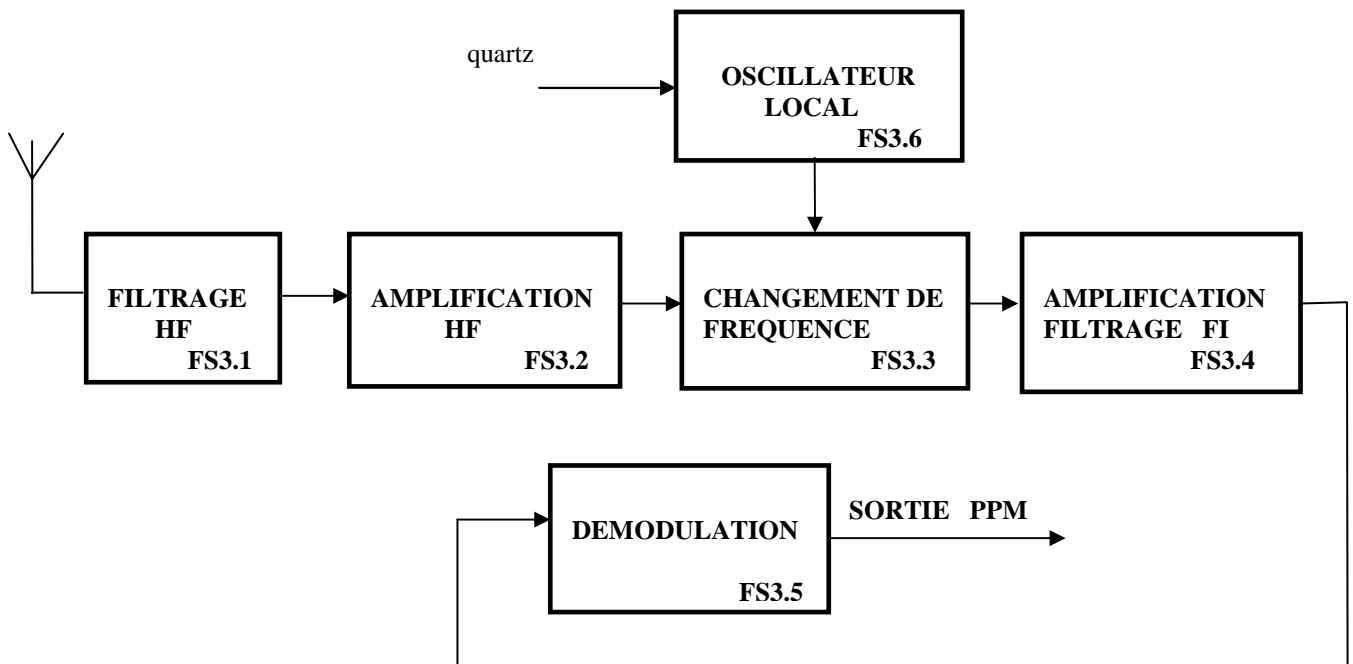 quartz
OSCILLATEUR
LOCAL
FS3.6
FILTRAGE
HF
FS3.1
AMPLIFICATION
HF
FS3.2
CHANGEMENT DE
FREQUENCE
FS3.3
AMPLIFICATION
FILTRAGE FI
FS3.4
DEMODULATION
FS3.5
SORTIE PPM